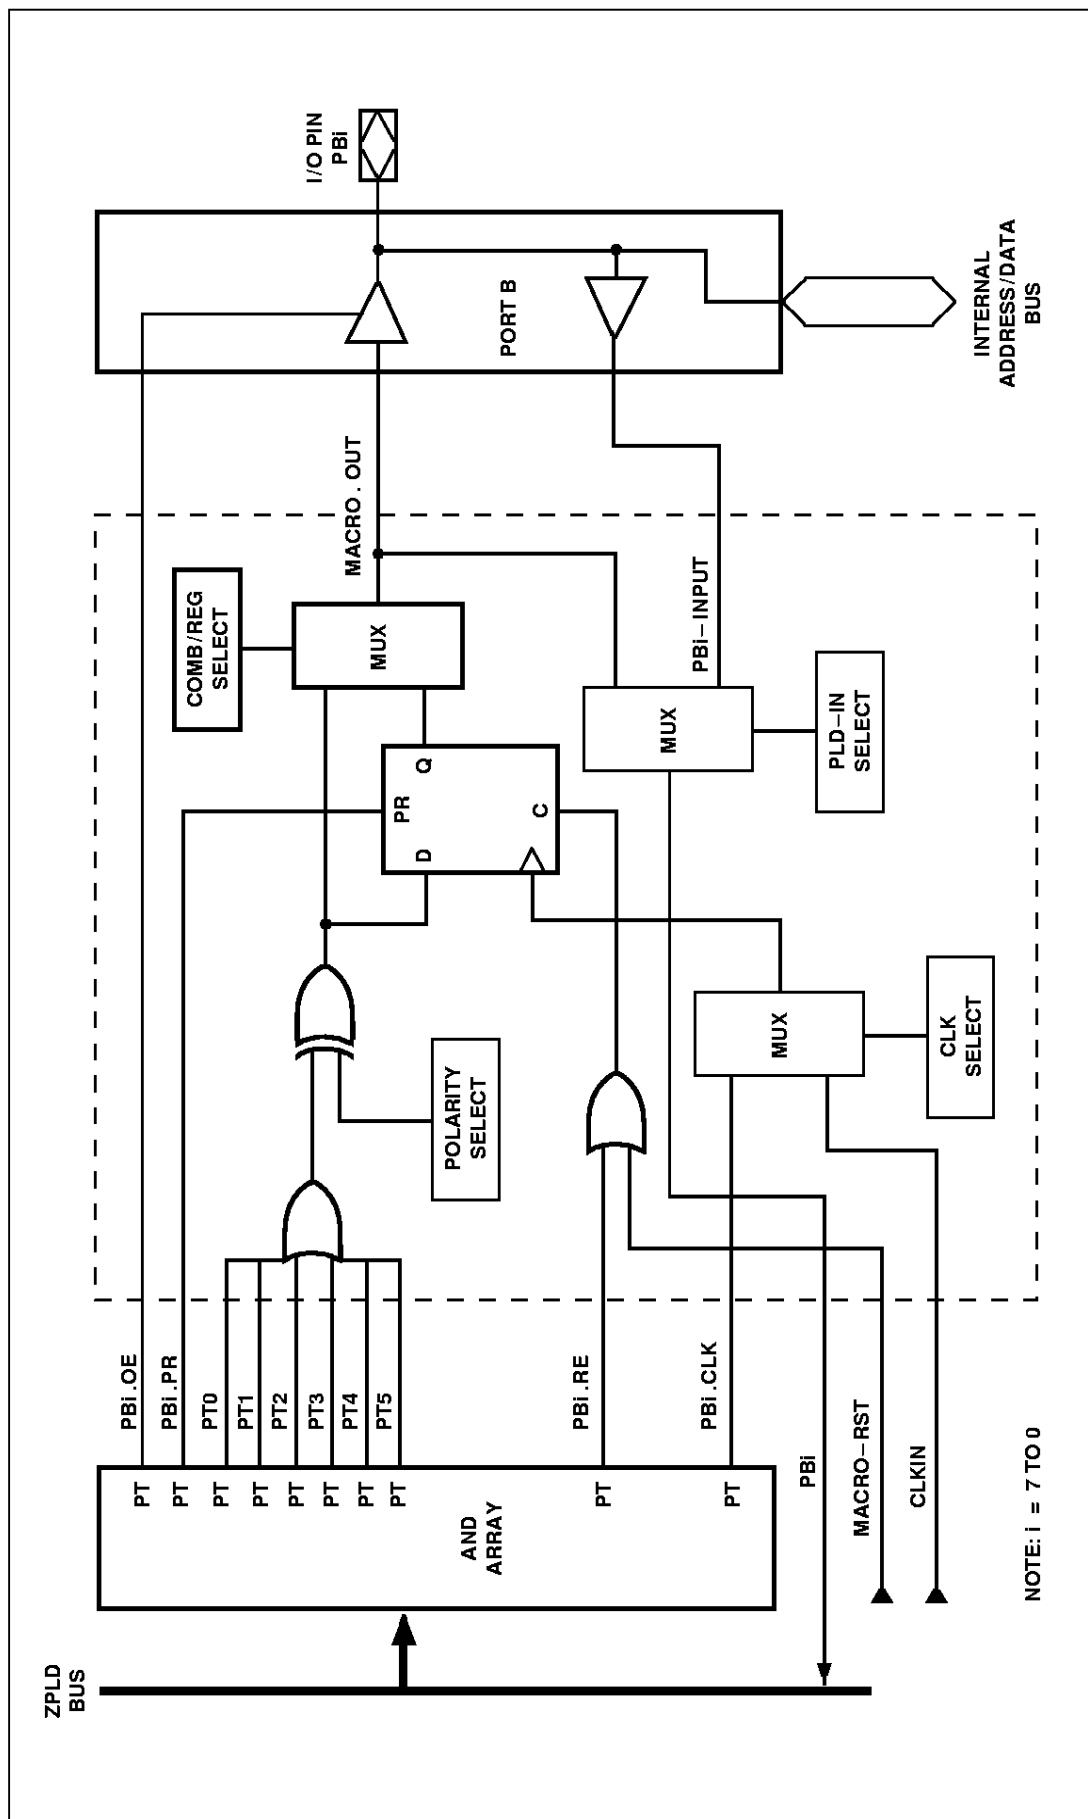 ZPLD
BUS
AND
ARRAY
PT
PT
PT
PT
PT
PT
PT
PT
PT
PT
PBi.OE
PBi.PR
PT0
PT1
PT2
PT3
PT4
PT5
PBi.RE
PBi.CLK
PBi
MACRO-RST
CLKIN
POLARITY
SELECT
MUX
CLK
SELECT
PR
D
Q
C
COMB/REG
SELECT
MUX
MUX
PLD-IN
SELECT
MACRO.OUT
PBi-INPUT
PORT B
I/O PIN
PBi
INTERNAL
ADDRESS/DATA
BUS
NOTE: i = 7 TO 0